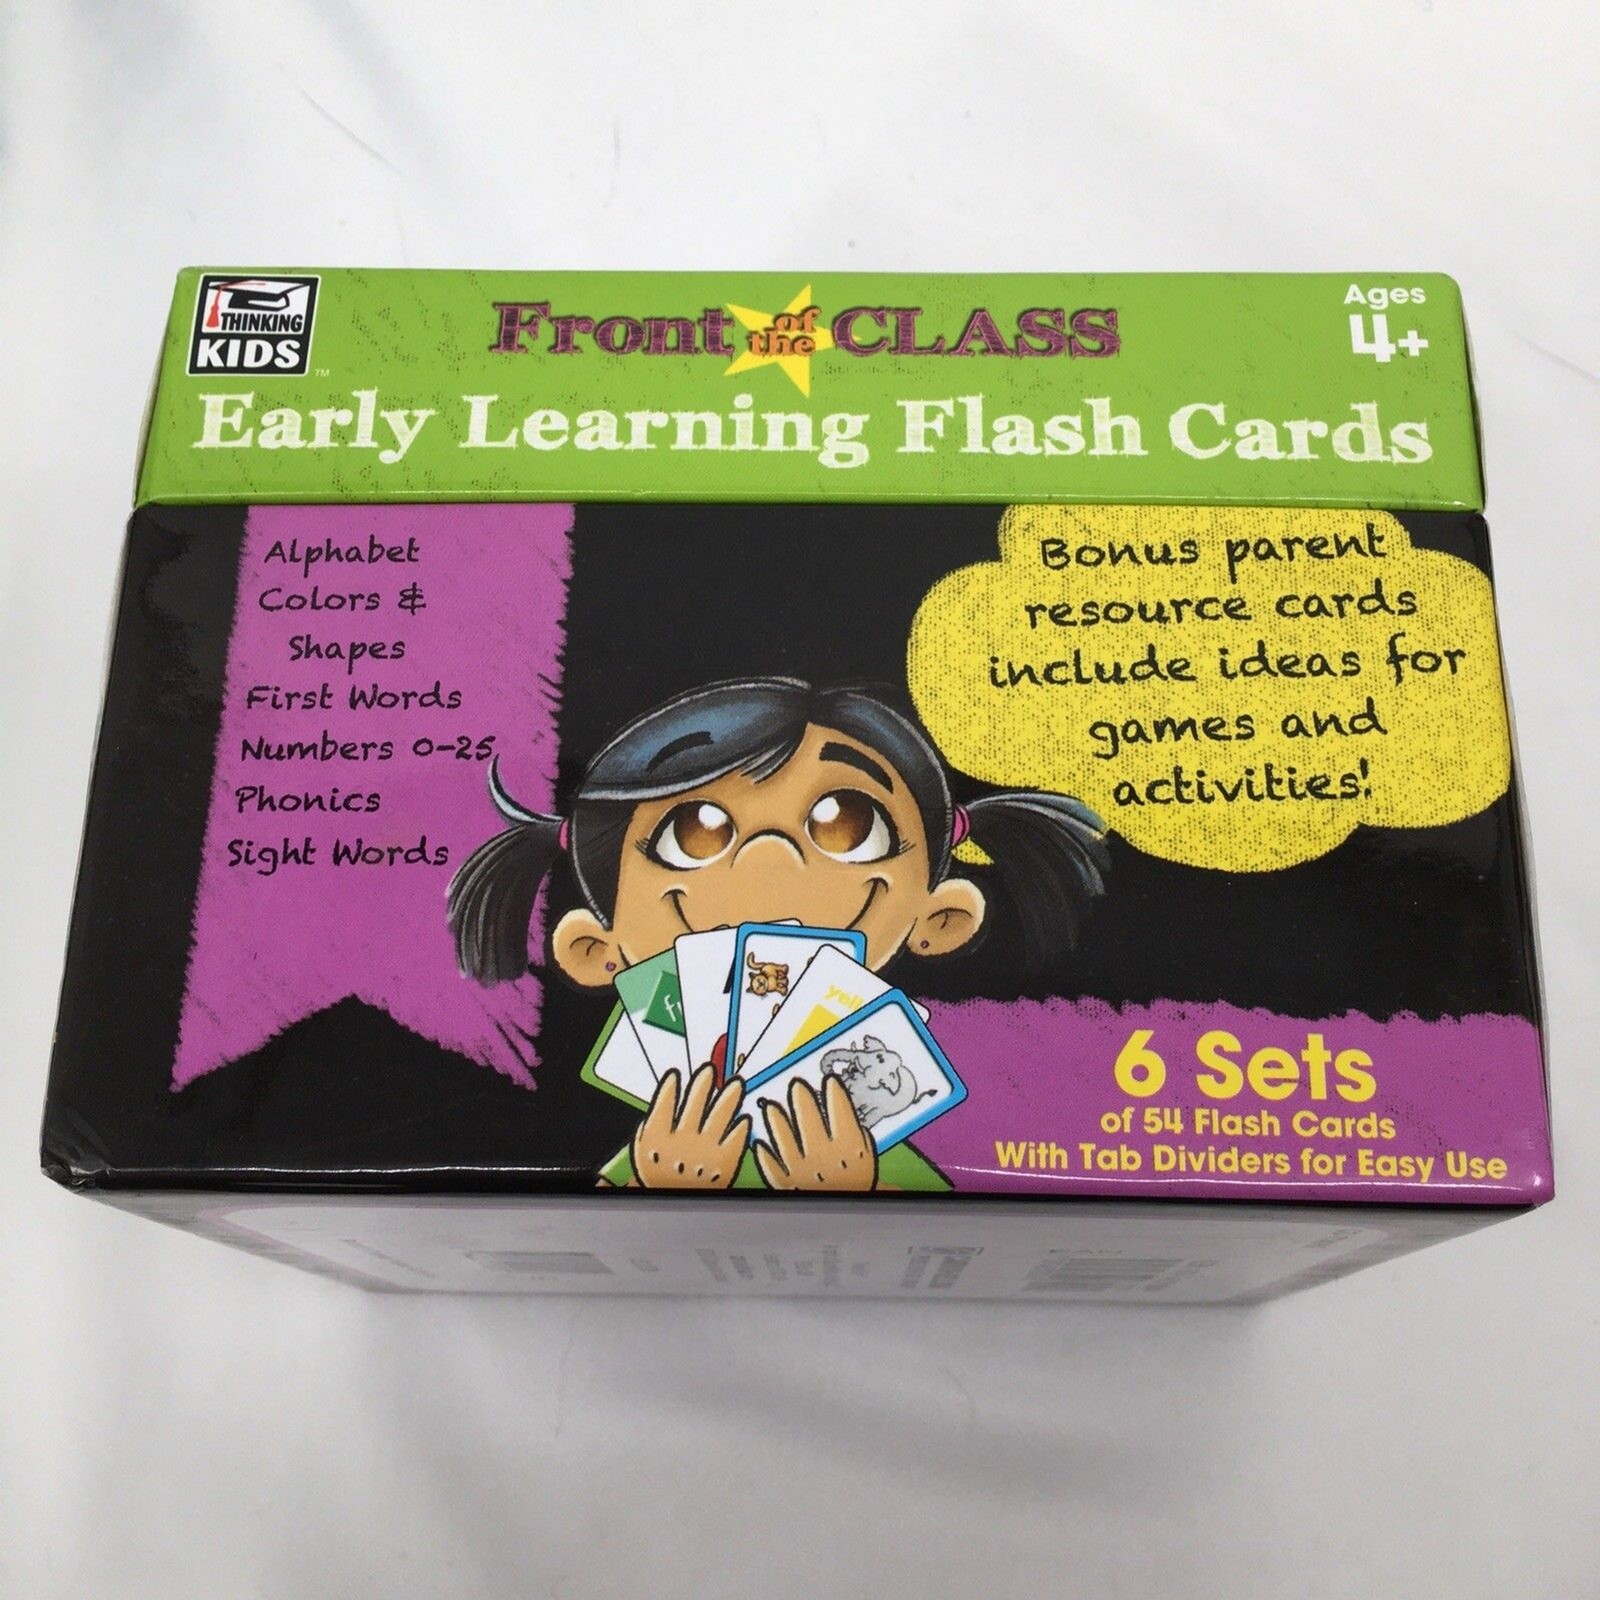 THINKING
KIDS
TM
Front of the CLASS
Ages
4+
Early Learning Flash Cards
Alphabet
Colors &
Shapes
First Words
Numbers 0-25
Phonics
Sight Words
Bonus parent
resource cards
include ideas for
games and
activities!
yell
6 Sets
of 54 Flash Cards
With Tab Dividers for Easy Use